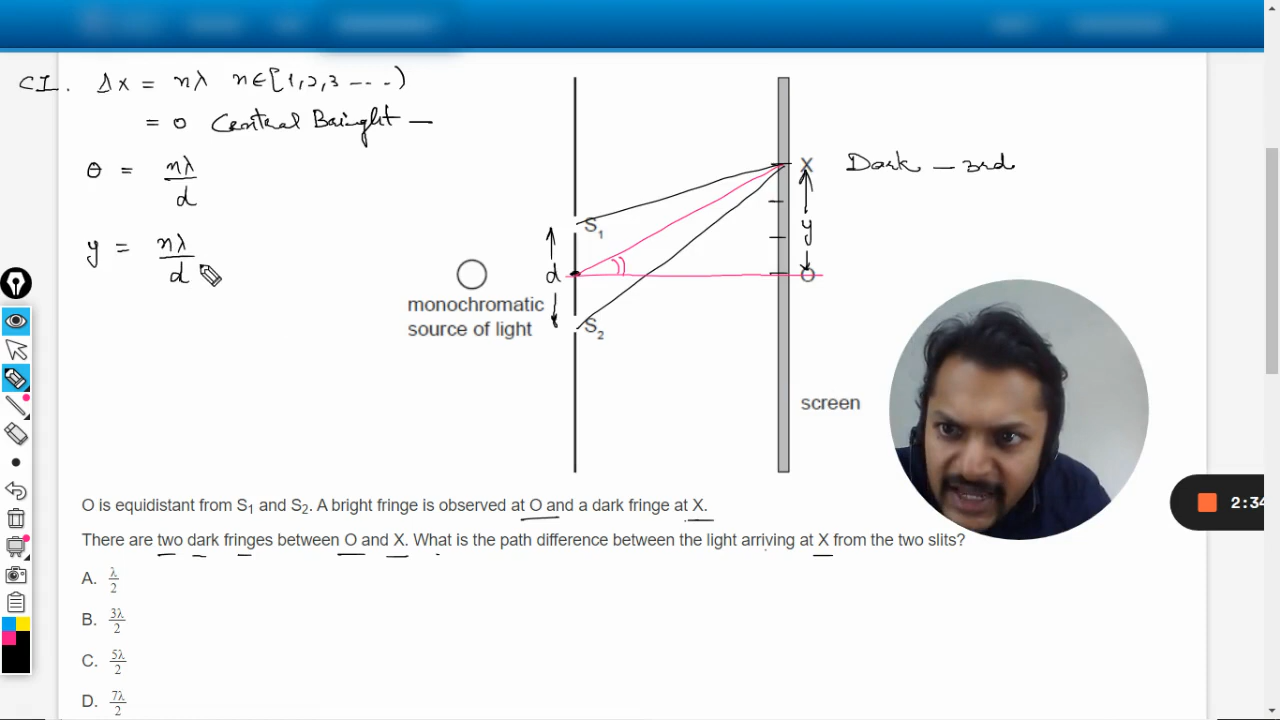 CI. Δx = nλ n∈[1,2,3 ---)
= 0 Central Baright —
θ = nλ/d
y = nλ/d
X Dark — 3rd
S₁
y
d
O
monochromatic
source of light
S₂
screen
O is equidistant from S₁ and S₂. A bright fringe is observed at O and a dark fringe at X.
There are two dark fringes between O and X. What is the path difference between the light arriving at X from the two slits?
A. λ/2
B. 3λ/2
C. 5λ/2
D. 7λ/2
2:34